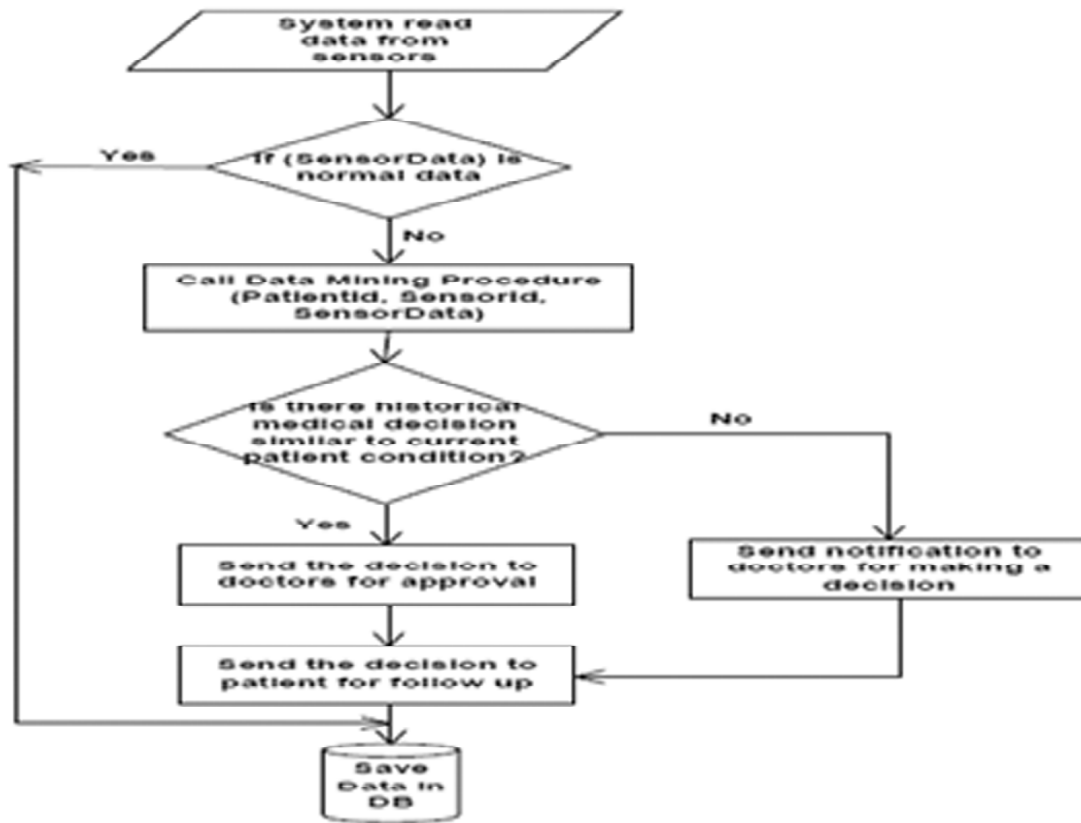 System read
data from
sensors
Yes
If (SensorData) is
normal data
No
Call Data Mining Procedure
(PatientId, SensorId,
SensorData)
Is there historical
medical decision
similar to current
patient condition?
No
Yes
Send the decision to
doctors for approval
Send notification to
doctors for making a
decision
Send the decision to
patient for follow up
Save
Data in
DB